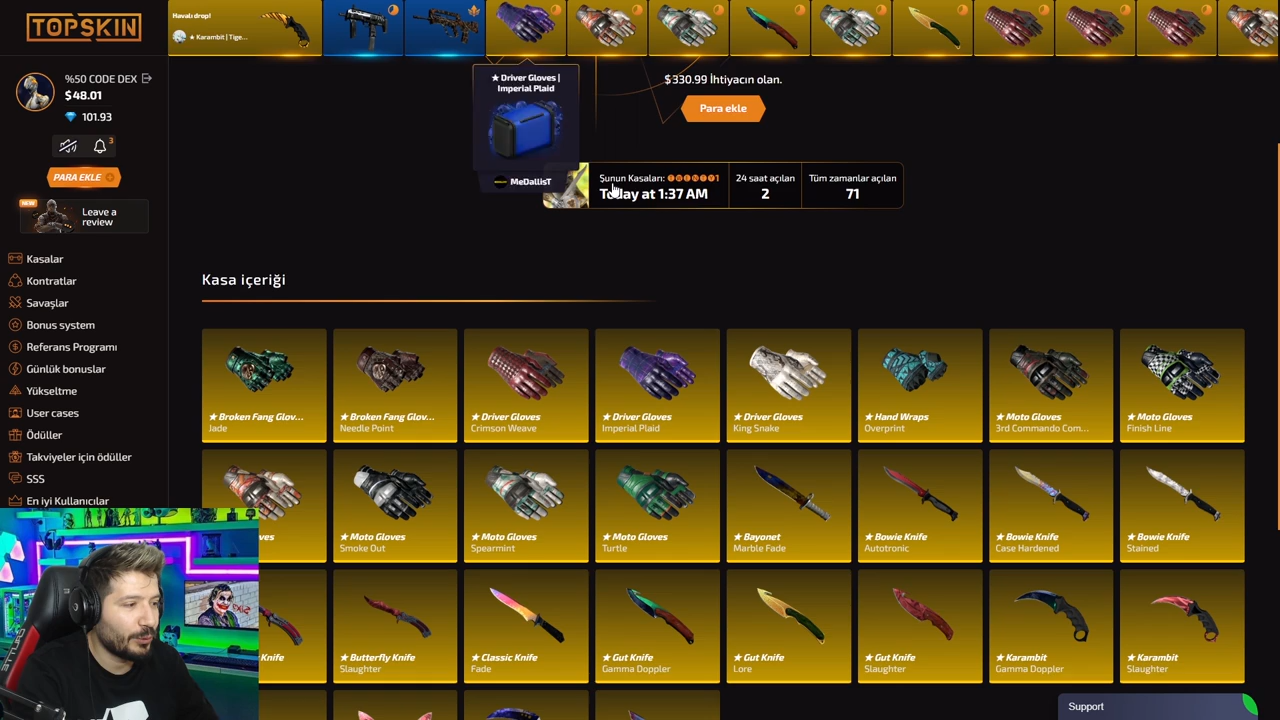 TOPSKIN
Havalı drop!
★ Karambit | Tige...
%50 CODE DEX
$48.01
101.93
3
PARA EKLE
NEW
Leave a
review
Kasalar
Kontratlar
Savaşlar
Bonus system
Referans Programı
Günlük bonuslar
Yükseltme
User cases
Ödüller
Takviyeler için ödüller
SSS
En iyi Kullanıcılar
★ Driver Gloves |
Imperial Plaid
MeDallisT
$330.99 İhtiyacın olan.
Para ekle
Şunun Kasaları: ⓉⓇⒾⓃⒾⓉⓎ1
Today at 1:37 AM
24 saat açılan
2
Tüm zamanlar açılan
71
Kasa içeriği
★ Broken Fang Glov...
Jade
★ Broken Fang Glov...
Needle Point
★ Driver Gloves
Crimson Weave
★ Driver Gloves
Imperial Plaid
★ Driver Gloves
King Snake
★ Hand Wraps
Overprint
★ Moto Gloves
3rd Commando Com...
★ Moto Gloves
Finish Line
ves
★ Moto Gloves
Smoke Out
★ Moto Gloves
Spearmint
★ Moto Gloves
Turtle
★ Bayonet
Marble Fade
★ Bowie Knife
Autotronic
★ Bowie Knife
Case Hardened
★ Bowie Knife
Stained
Knife
★ Butterfly Knife
Slaughter
★ Classic Knife
Fade
★ Gut Knife
Gamma Doppler
★ Gut Knife
Lore
★ Gut Knife
Slaughter
★ Karambit
Gamma Doppler
★ Karambit
Slaughter
Support